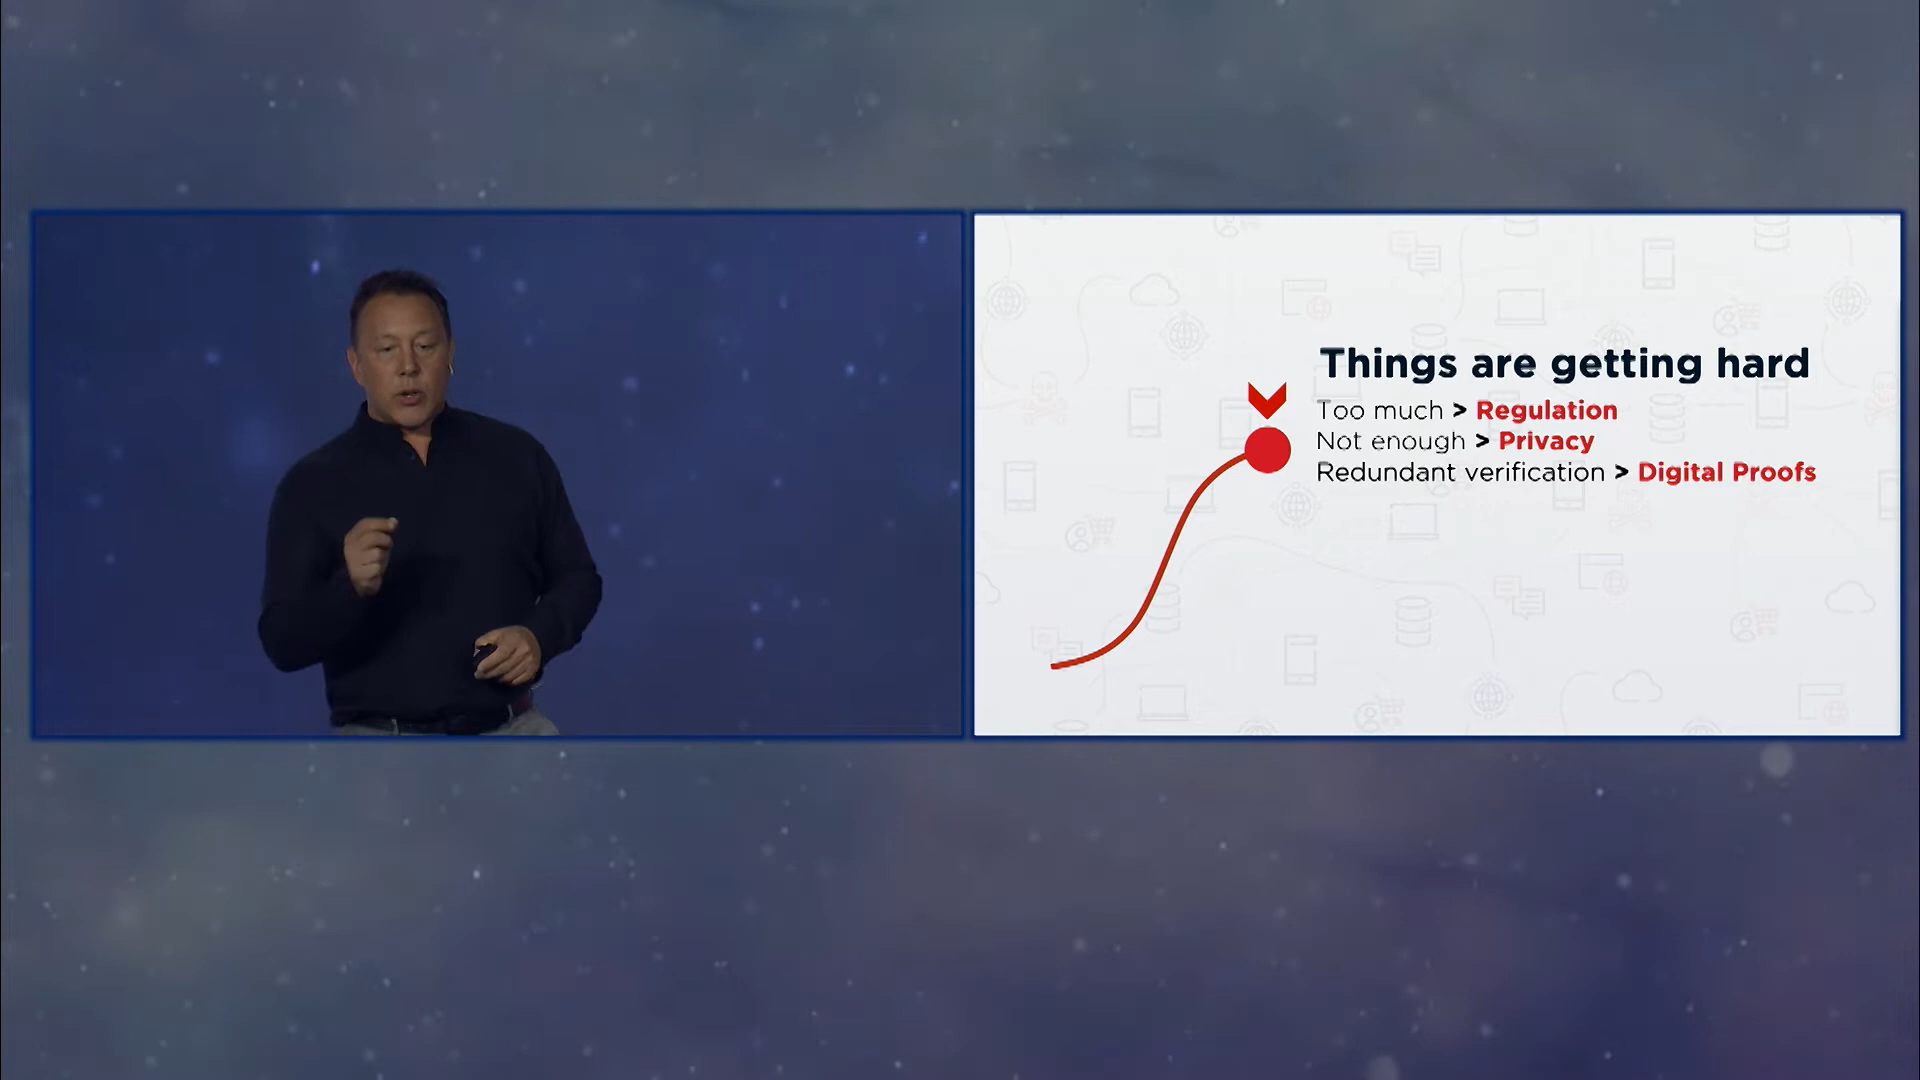 Things are getting hard
Too much > Regulation
Not enough > Privacy
Redundant verification > Digital Proofs